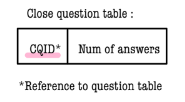 Close question table :
CQID* Num of answers
*Reference to question table